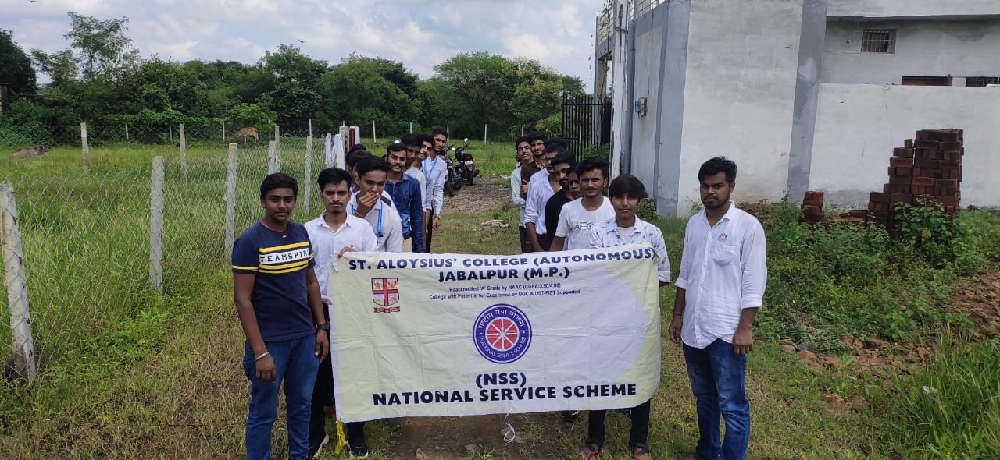 TEAMSPIRI
ST. ALOYSIUS' COLLEGE (AUTONOMOUS)
JABALPUR (M.P.)
Reaccredited 'A' Grade by NAAC (CGPA:3.50/4.00)
College with Potential for Excellence by UGC & DST-FIST Supported
राष्ट्रीय सेवा योजना
NATIONAL SERVICE SCHEME
(NSS)
NATIONAL SERVICE SCHEME